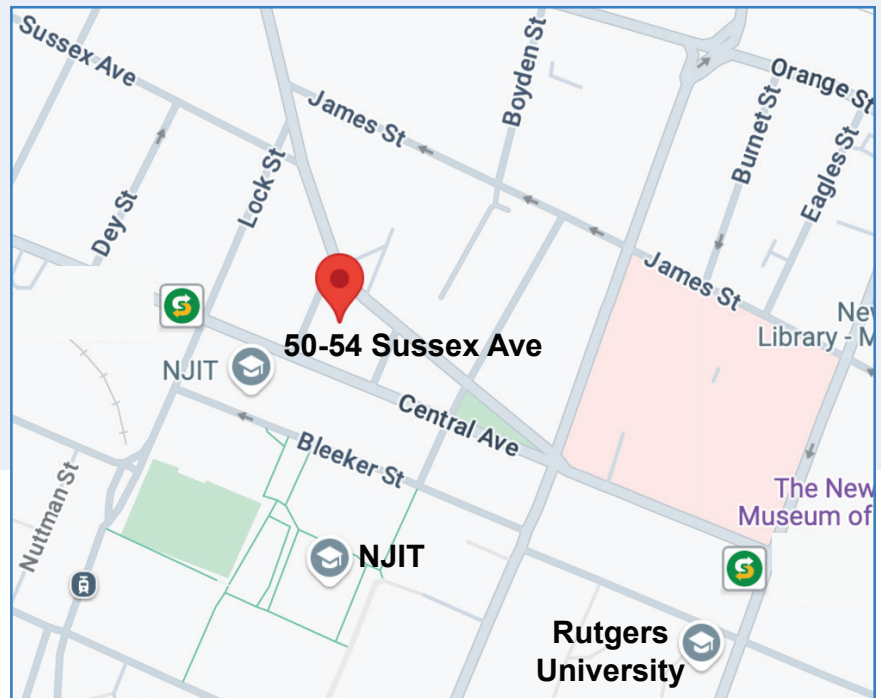 Sussex Ave
Boyden St
Orange St
James St
Burnet St
Eagles St
Lock St
Dey St
James St
New
Library - M
50-54 Sussex Ave
NJIT
Central Ave
Bleeker St
Nuttman St
The New
Museum of
NJIT
Rutgers
University